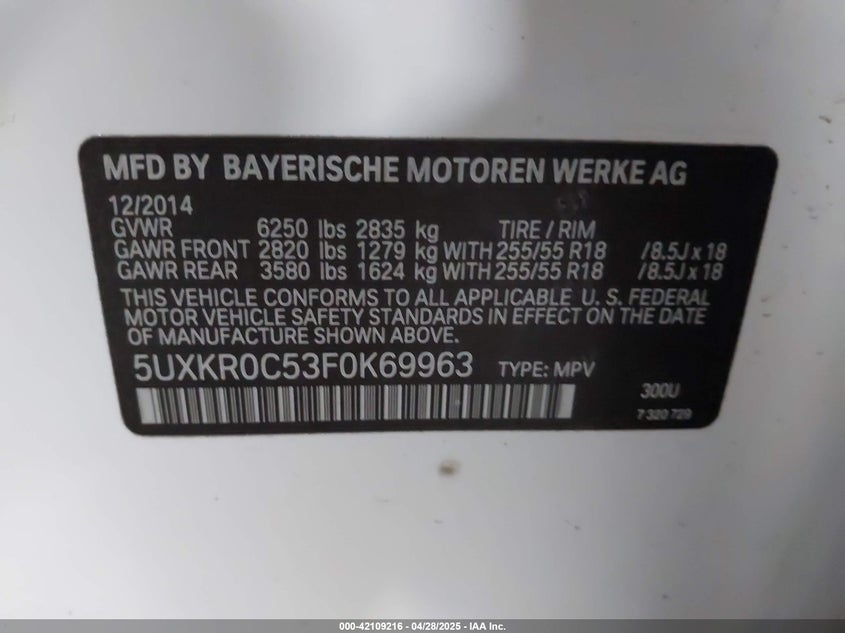 MFD BY BAYERISCHE MOTOREN WERKE AG
12/2014
GVWR 6250 lbs 2835 kg TIRE / RIM
GAWR FRONT 2820 lbs 1279 kg WITH 255/55 R18 /8.5J x 18
GAWR REAR 3580 lbs 1624 kg WITH 255/55 R18 /8.5J x 18
THIS VEHICLE CONFORMS TO ALL APPLICABLE U. S. FEDERAL
MOTOR VEHICLE SAFETY STANDARDS IN EFFECT ON THE DATE
OF MANUFACTURE SHOWN ABOVE.
5UXKR0C53F0K69963 TYPE: MPV
300U
7 320 729
000-42109216 - 04/28/2025 - IAA Inc.